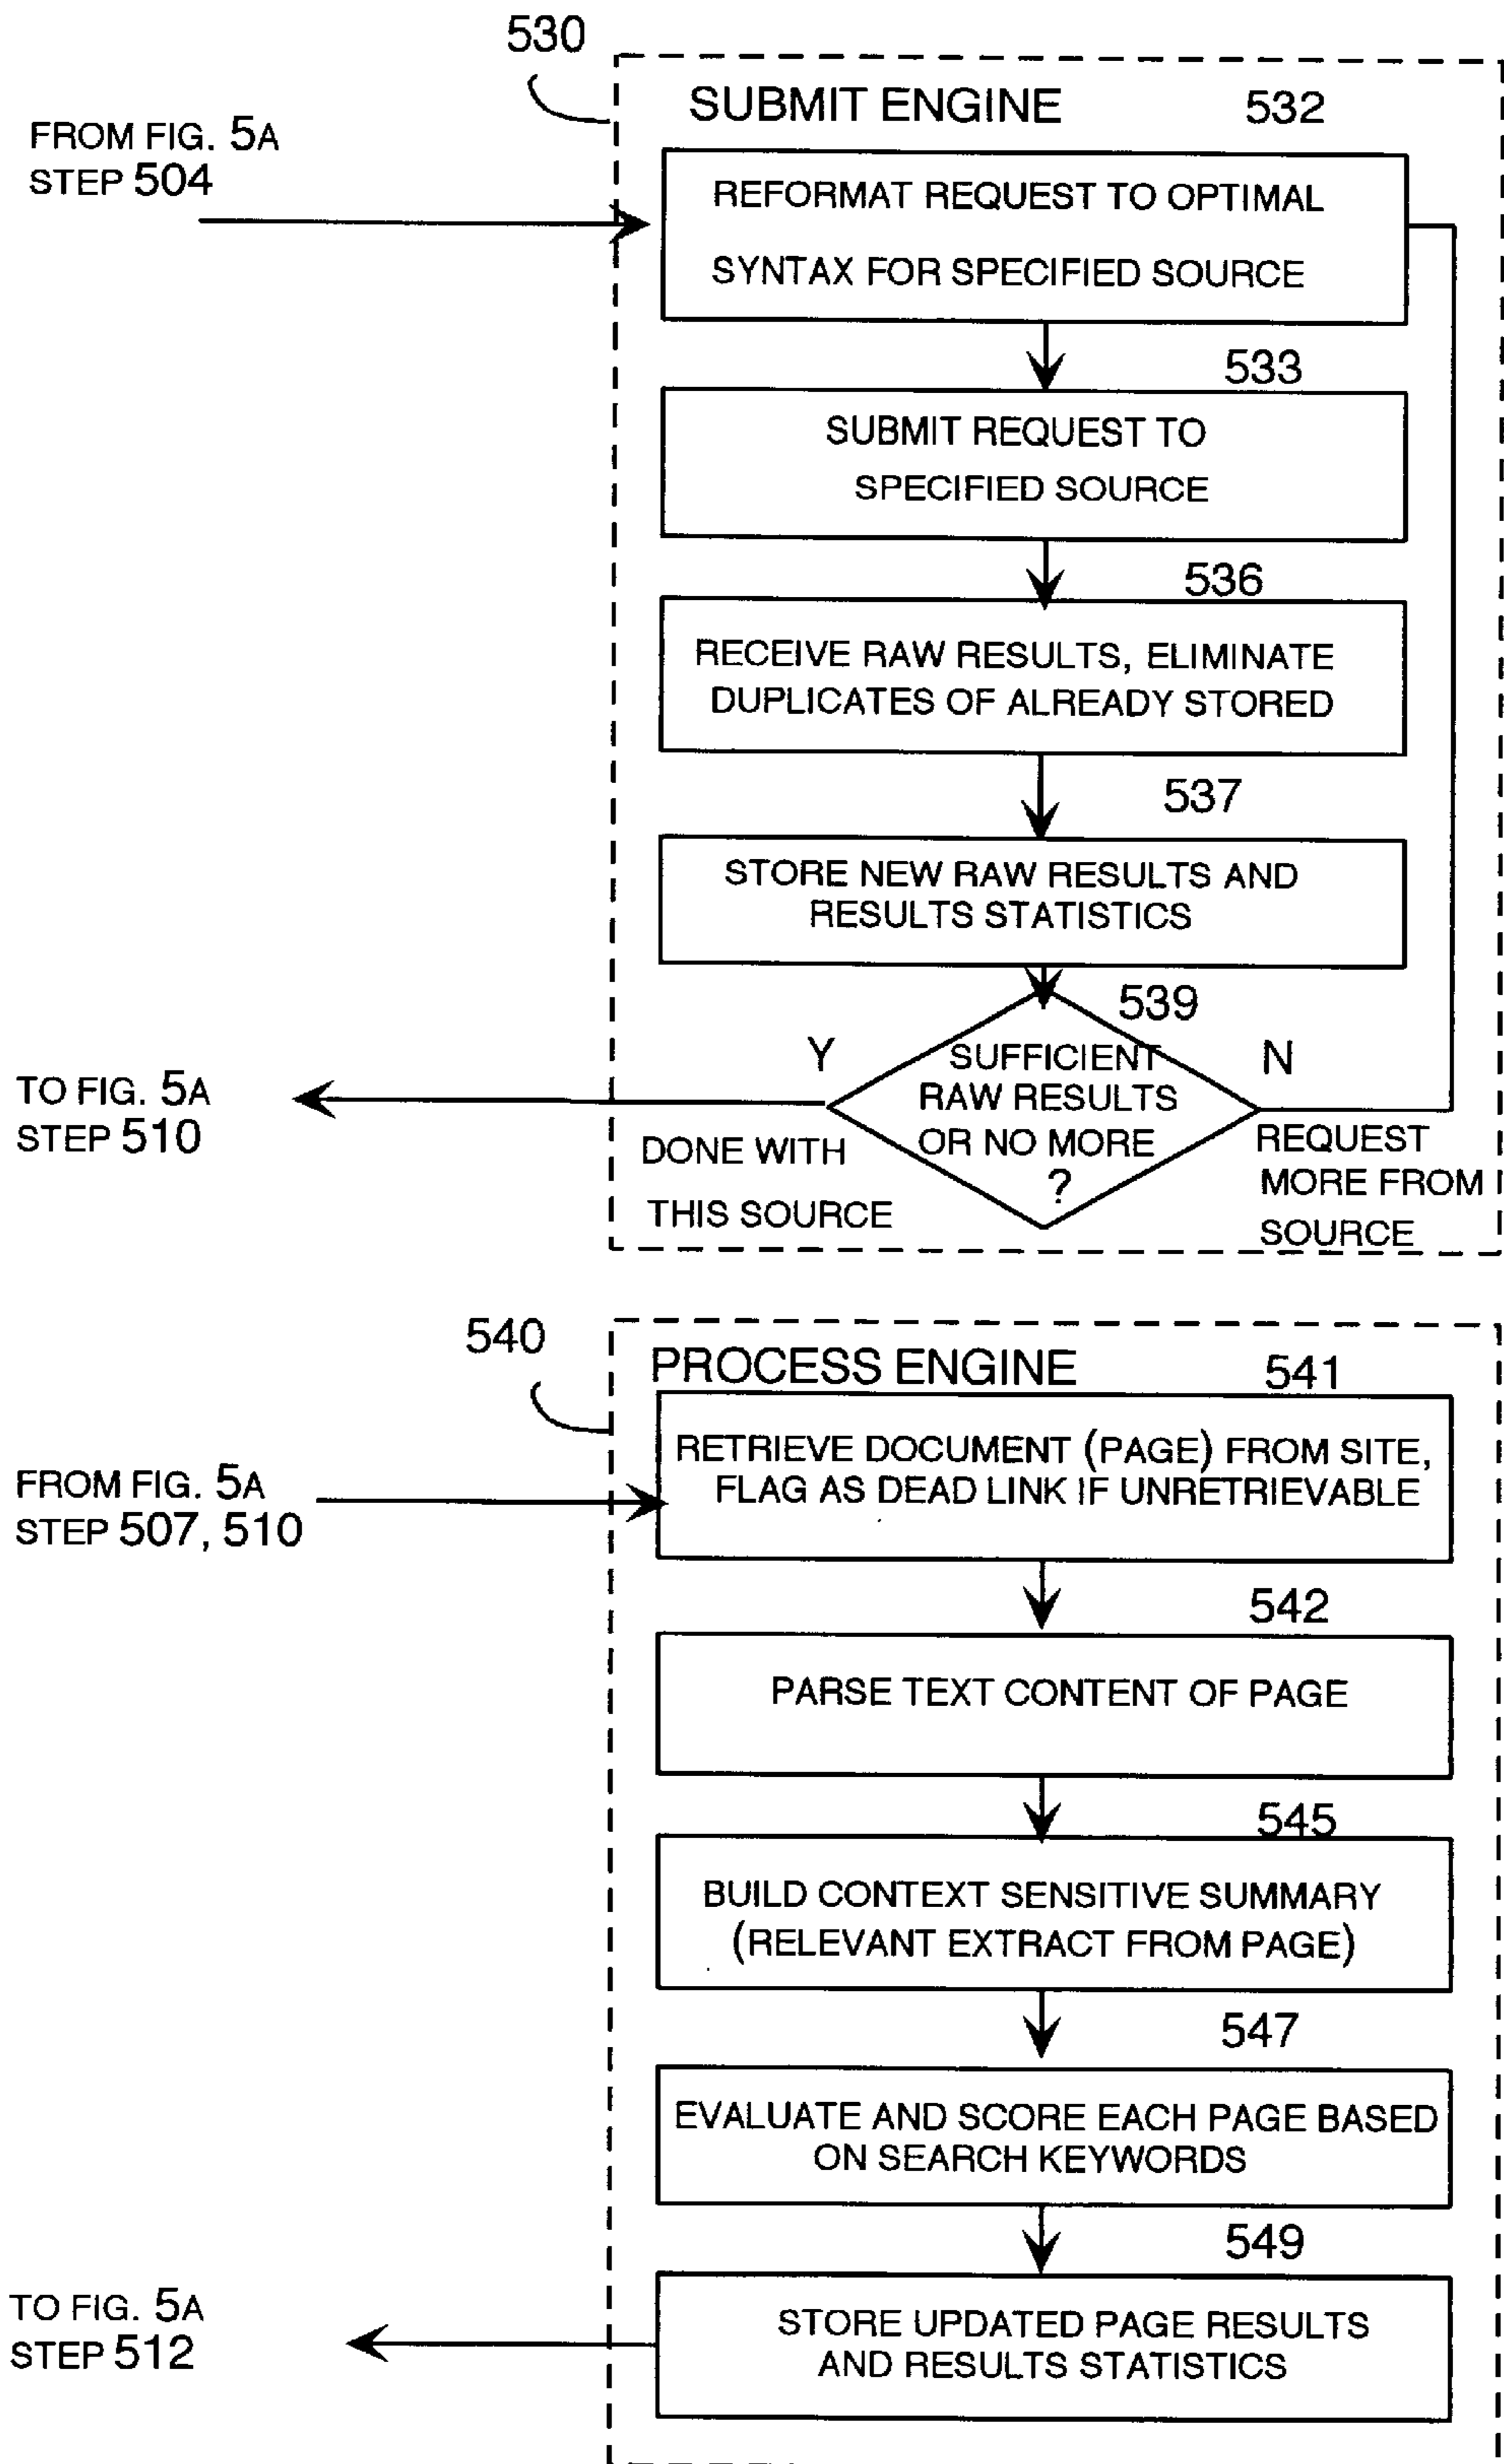 530
SUBMIT ENGINE 532
FROM FIG. 5A
STEP 504
REFORMAT REQUEST TO OPTIMAL
SYNTAX FOR SPECIFIED SOURCE
533
SUBMIT REQUEST TO
SPECIFIED SOURCE
536
RECEIVE RAW RESULTS, ELIMINATE
DUPLICATES OF ALREADY STORED
537
STORE NEW RAW RESULTS AND
RESULTS STATISTICS
539
Y
N
SUFFICIENT
RAW RESULTS
OR NO MORE
?
TO FIG. 5A
STEP 510
DONE WITH
THIS SOURCE
REQUEST
MORE FROM
SOURCE
540
PROCESS ENGINE 541
RETRIEVE DOCUMENT (PAGE) FROM SITE,
FLAG AS DEAD LINK IF UNRETRIEVABLE
FROM FIG. 5A
STEP 507, 510
542
PARSE TEXT CONTENT OF PAGE
545
BUILD CONTEXT SENSITIVE SUMMARY
(RELEVANT EXTRACT FROM PAGE)
547
EVALUATE AND SCORE EACH PAGE BASED
ON SEARCH KEYWORDS
549
STORE UPDATED PAGE RESULTS
AND RESULTS STATISTICS
TO FIG. 5A
STEP 512